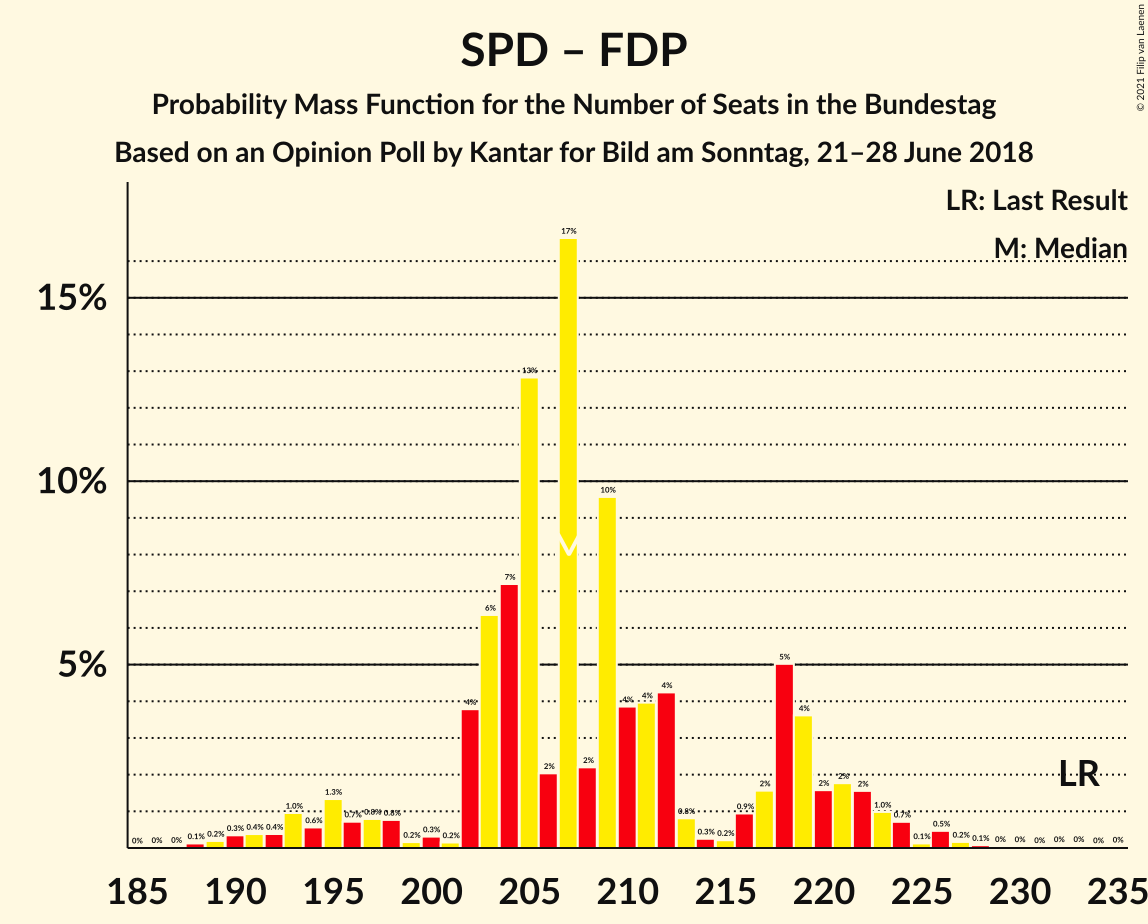 SPD – FDP
Probability Mass Function for the Number of Seats in the Bundestag
Based on an Opinion Poll by Kantar for Bild am Sonntag, 21–28 June 2018
© 2021 Filip van Laenen
LR: Last Result
M: Median
15%
10%
5%
0% 0% 0% 0.1% 0.2% 0.3% 0.4% 0.4% 1.0% 0.6% 1.3% 0.7% 0.8% 0.8% 0.2% 0.3% 0.2% 4% 6% 7% 13% 2% 17% 2% 10% 4% 4% 4% 0.8% 0.3% 0.2% 0.9% 2% 5% 4% 2% 2% 2% 1.0% 0.7% 0.1% 0.5% 0.2% 0.1% 0% 0% 0% 0% 0% 0% 0%
M
LR
185 190 195 200 205 210 215 220 225 230 235